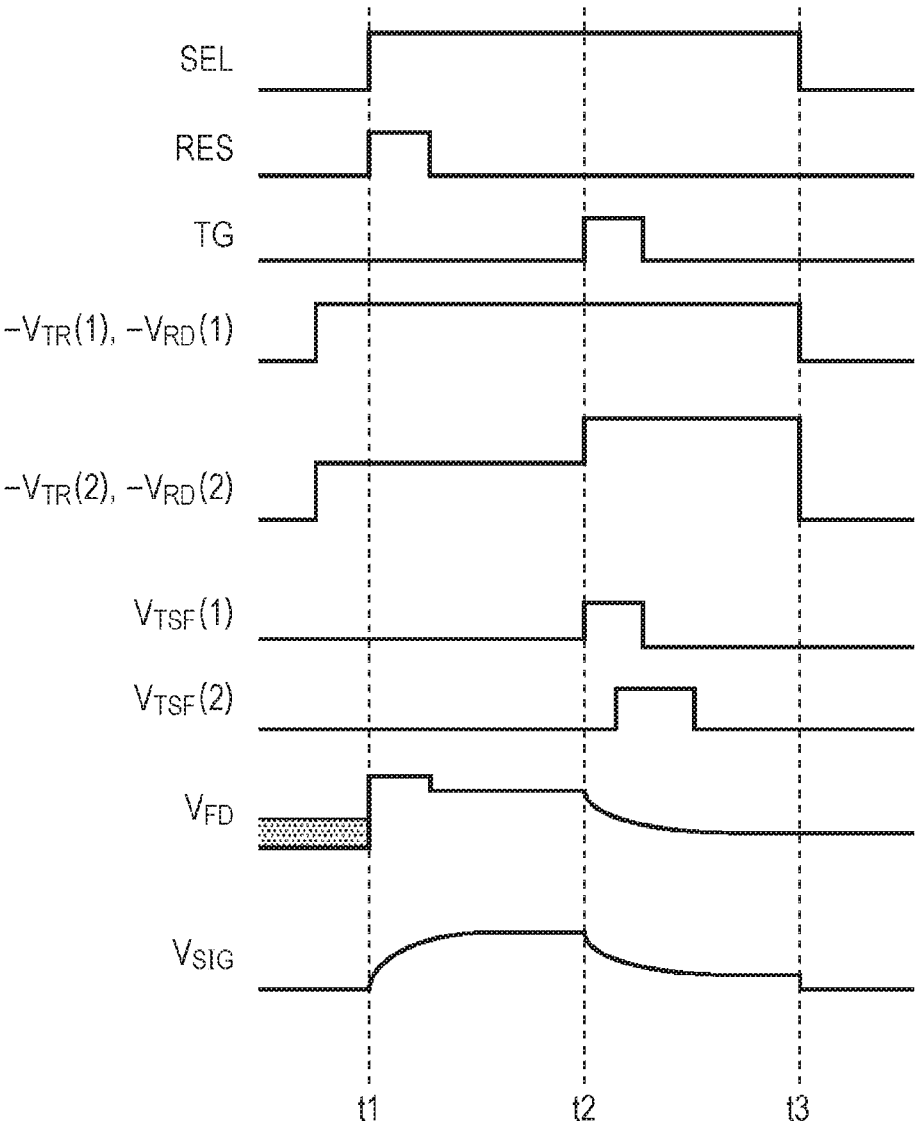 SEL
RES
TG
–VTR(1), –VRD(1)
–VTR(2), –VRD(2)
VTSF(1)
VTSF(2)
VFD
VSIG
t1 t2 t3